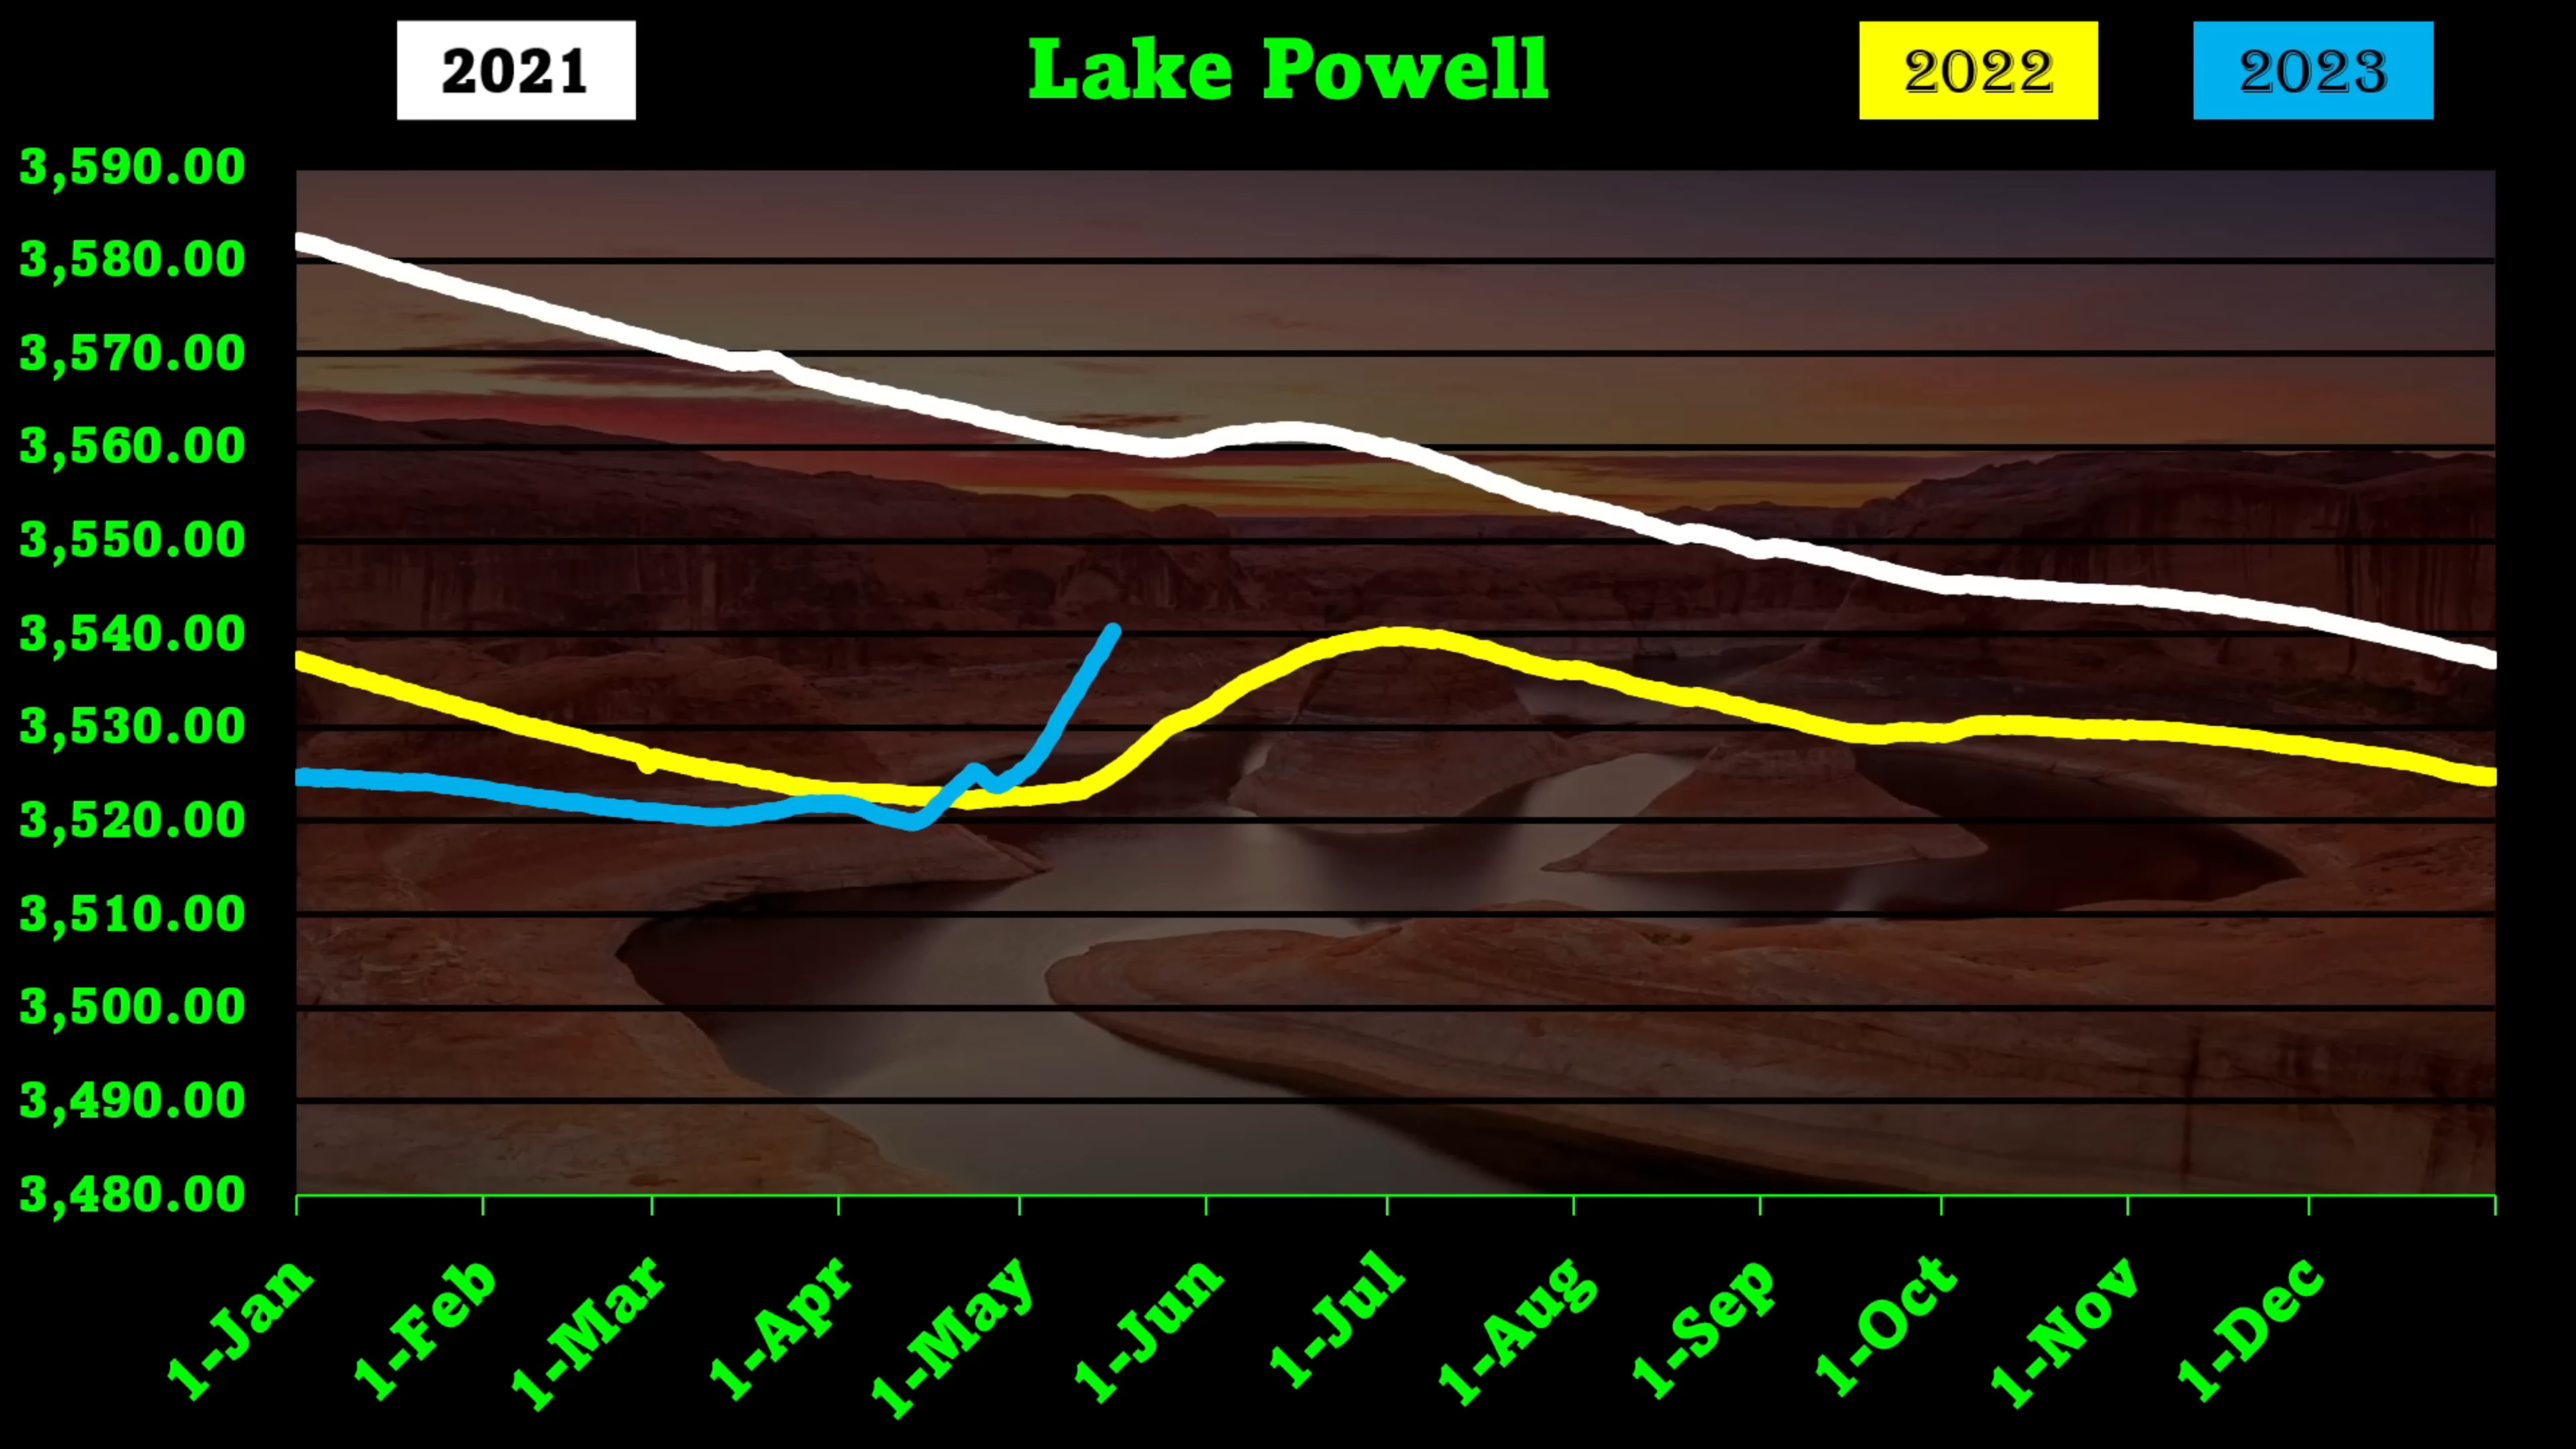 2021
Lake Powell
2022
2023
3,590.00
3,580.00
3,570.00
3,560.00
3,550.00
3,540.00
3,530.00
3,520.00
3,510.00
3,500.00
3,490.00
3,480.00
1-Jan
1-Feb
1-Mar
1-Apr
1-May
1-Jun
1-Jul
1-Aug
1-Sep
1-Oct
1-Nov
1-Dec